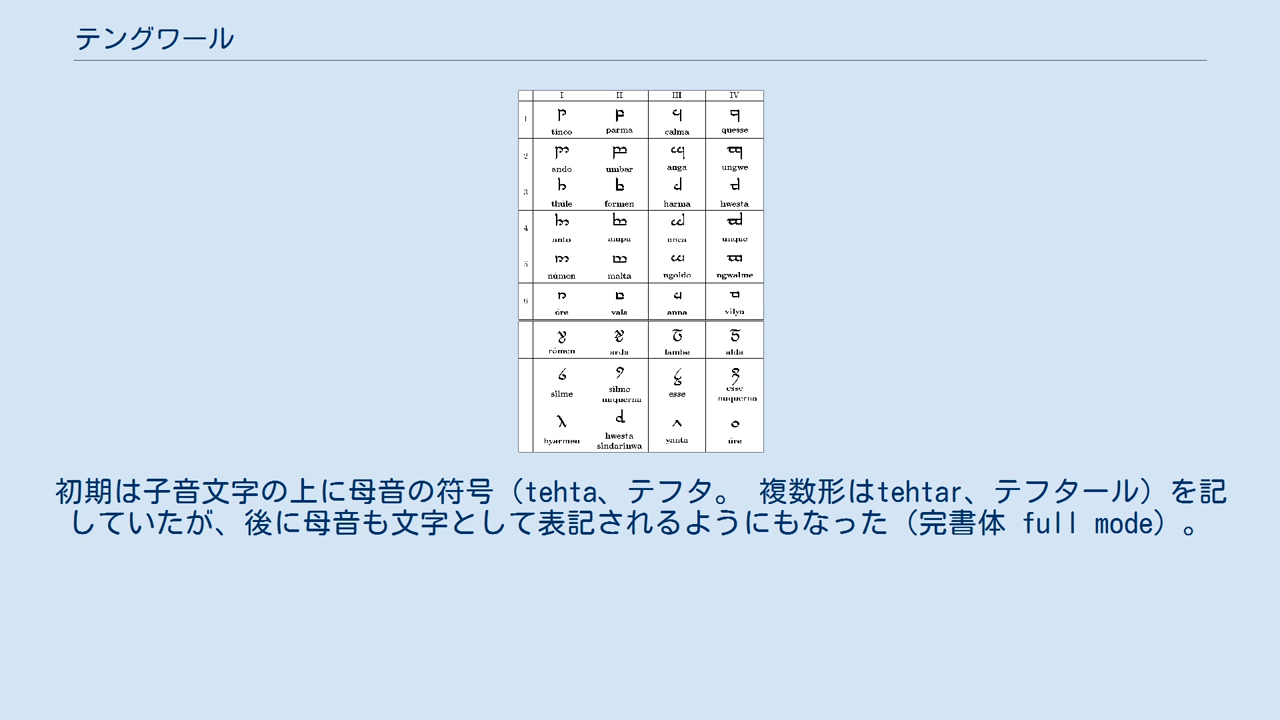 テングワール
I II III IV
1
tinco parma calma quesse
2
ando umbar anga ungwe
3
thúle formen harma hwesta
4
anto ampa anca unque
5
númen malta ngoldo ngwalme
6
óre vala anna vilya
rómen arda lambe alda
silme silme nuquerna esse esse nuquerna
hyarmen hwesta sindarinwa yanta úre
初期は子音文字の上に母音の符号（tehta、テフタ。 複数形はtehtar、テフタール）を記
していたが、後に母音も文字として表記されるようにもなった（完書体 full mode）。